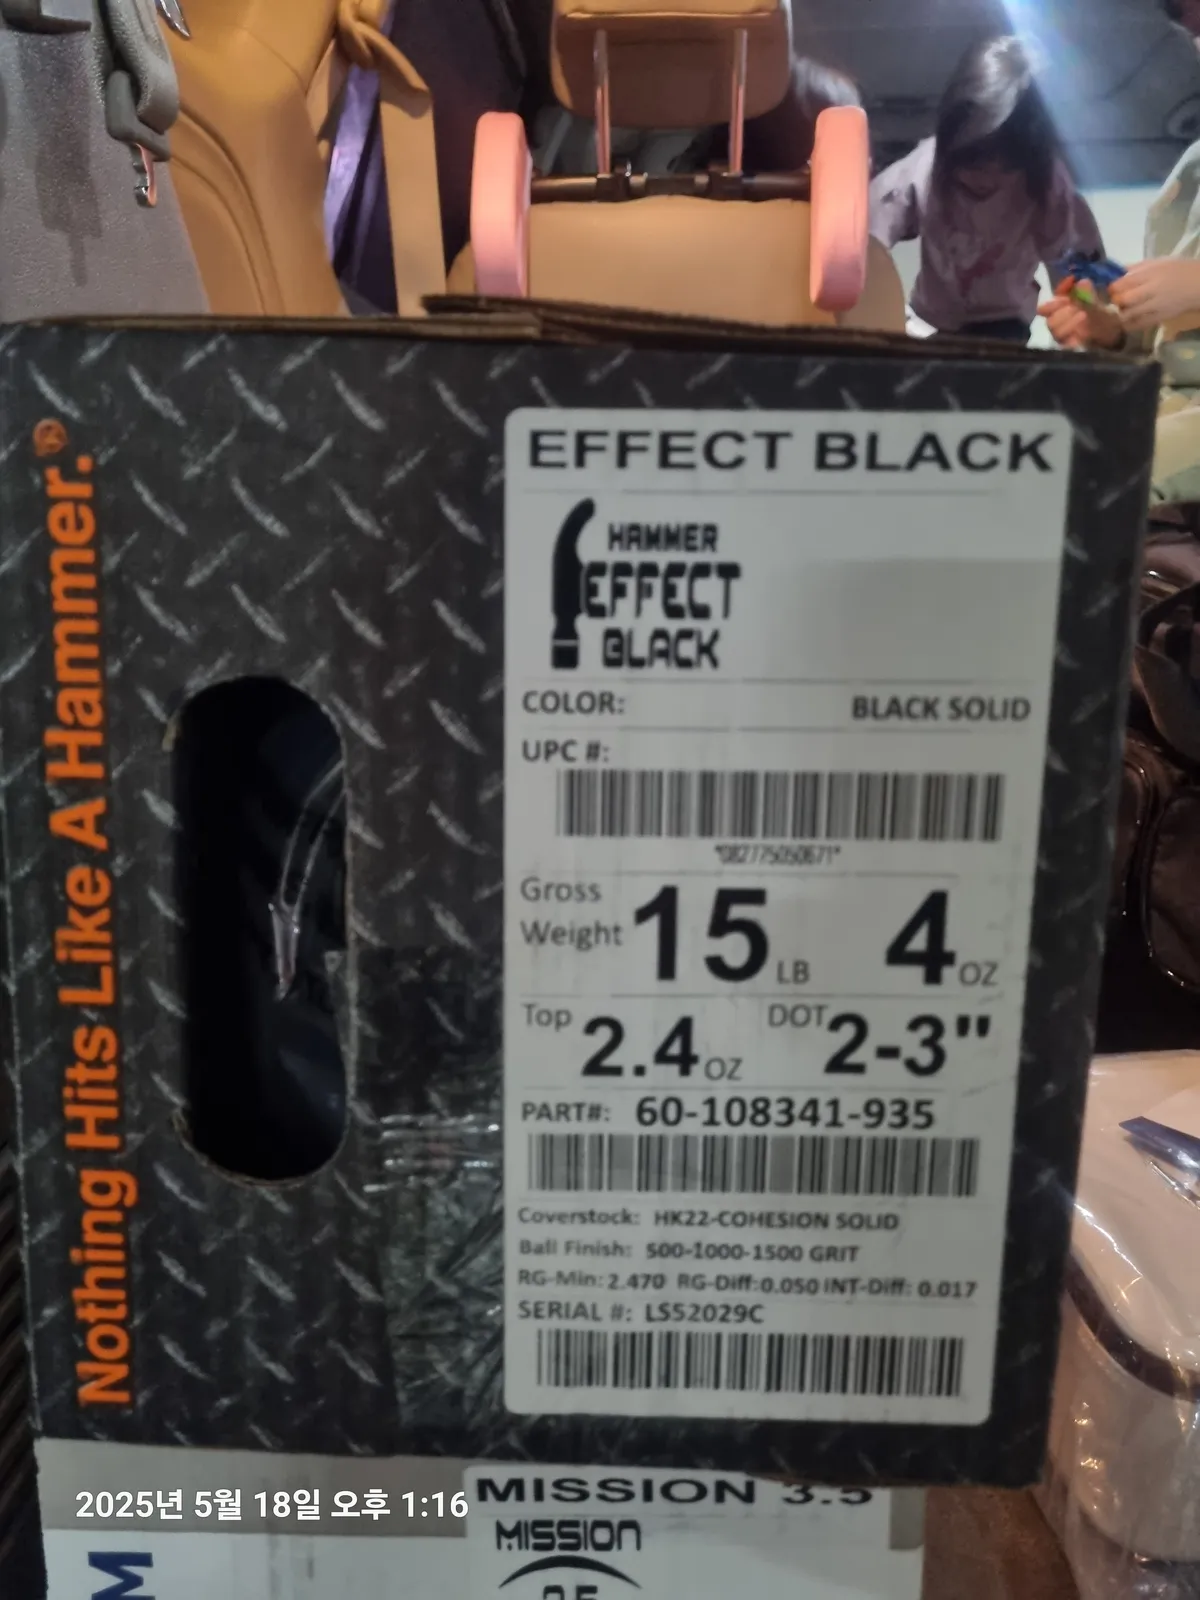 Nothing Hits Like A Hammer.®
EFFECT BLACK
HAMMER
EFFECT
BLACK
COLOR: BLACK SOLID
UPC #:
*082775050671*
Gross Weight 15 LB 4 OZ
Top 2.4 OZ DOT 2-3"
PART#: 60-108341-935
Coverstock: HK22-COHESION SOLID
Ball Finish: 500-1000-1500 GRIT
RG-Min: 2.470 RG-Diff: 0.050 INT-Diff: 0.017
SERIAL #: LS52029C
2025년 5월 18일 오후 1:16
MISSION 3.5
MISSION
M